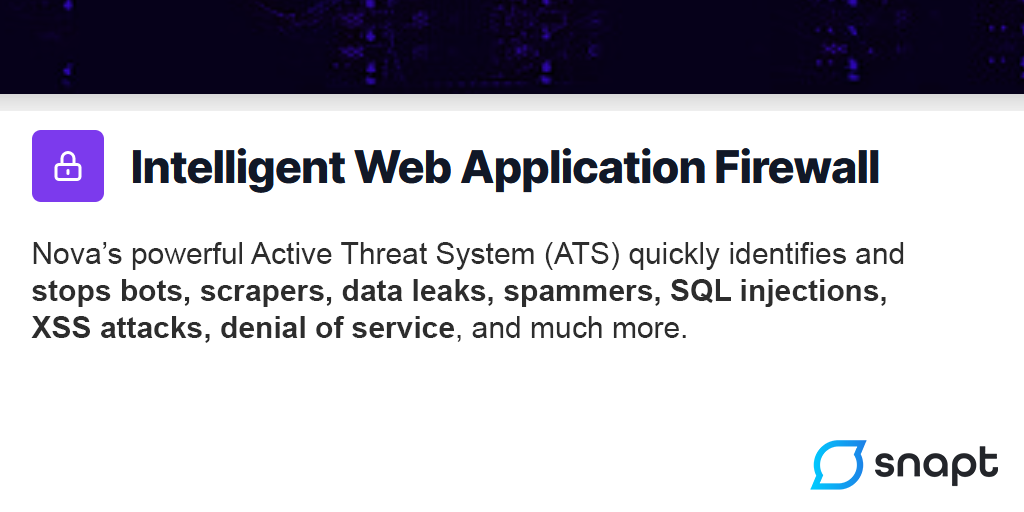 Intelligent Web Application Firewall
Nova’s powerful Active Threat System (ATS) quickly identifies and
stops bots, scrapers, data leaks, spammers, SQL injections,
XSS attacks, denial of service, and much more.
snapt